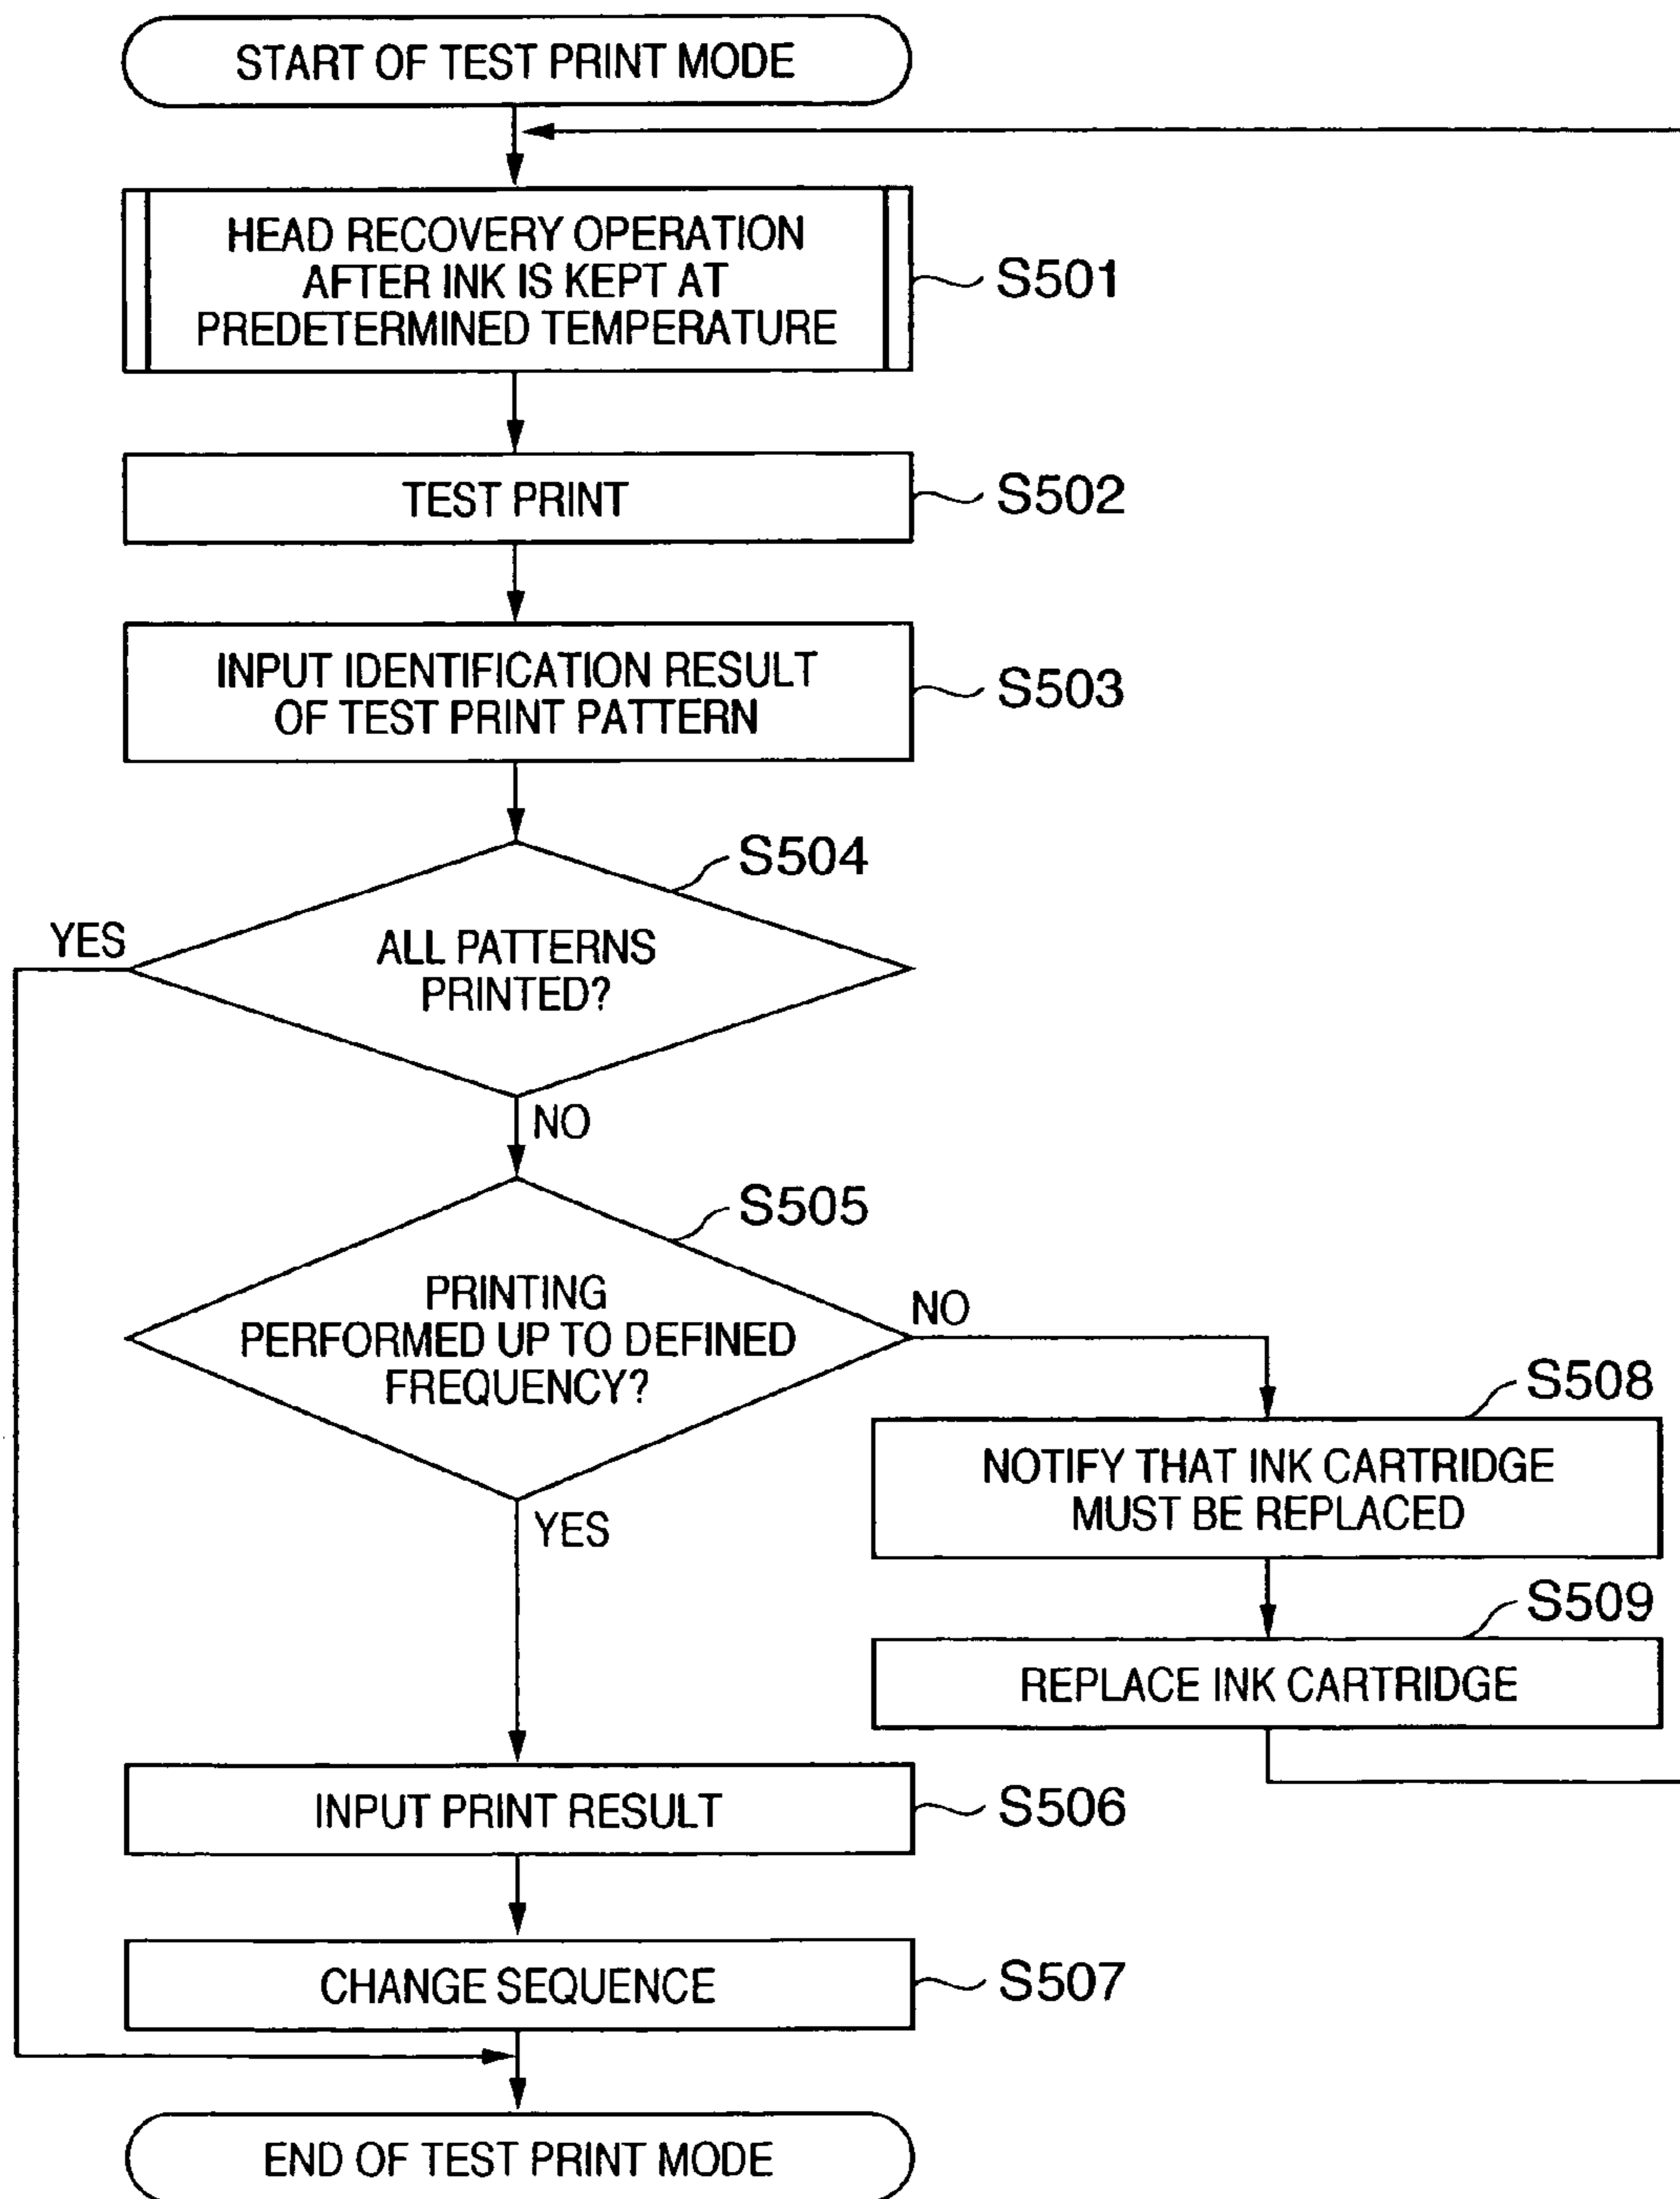 START OF TEST PRINT MODE
HEAD RECOVERY OPERATION
AFTER INK IS KEPT AT
PREDETERMINED TEMPERATURE
S501
TEST PRINT
S502
INPUT IDENTIFICATION RESULT
OF TEST PRINT PATTERN
S503
S504
YES
ALL PATTERNS
PRINTED?
NO
S505
PRINTING
PERFORMED UP TO DEFINED
FREQUENCY?
NO
S508
NOTIFY THAT INK CARTRIDGE
MUST BE REPLACED
YES
S509
REPLACE INK CARTRIDGE
INPUT PRINT RESULT
S506
CHANGE SEQUENCE
S507
END OF TEST PRINT MODE